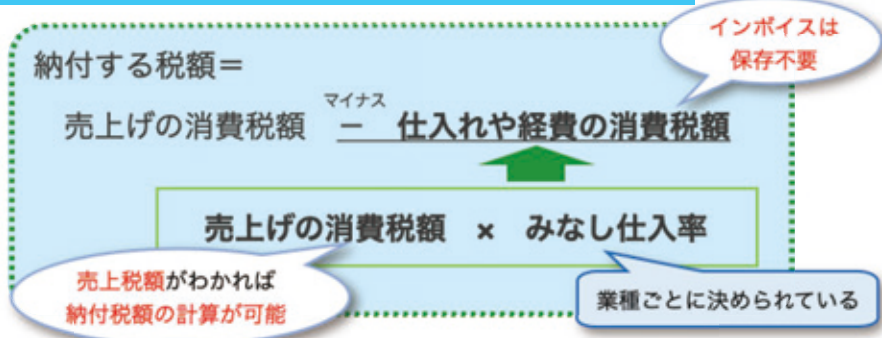 インボイスは
保存不要
納付する税額＝
マイナス
売上げの消費税額 － 仕入れや経費の消費税額
売上げの消費税額 × みなし仕入率
売上税額がわかれば
納付税額の計算が可能
業種ごとに決められている